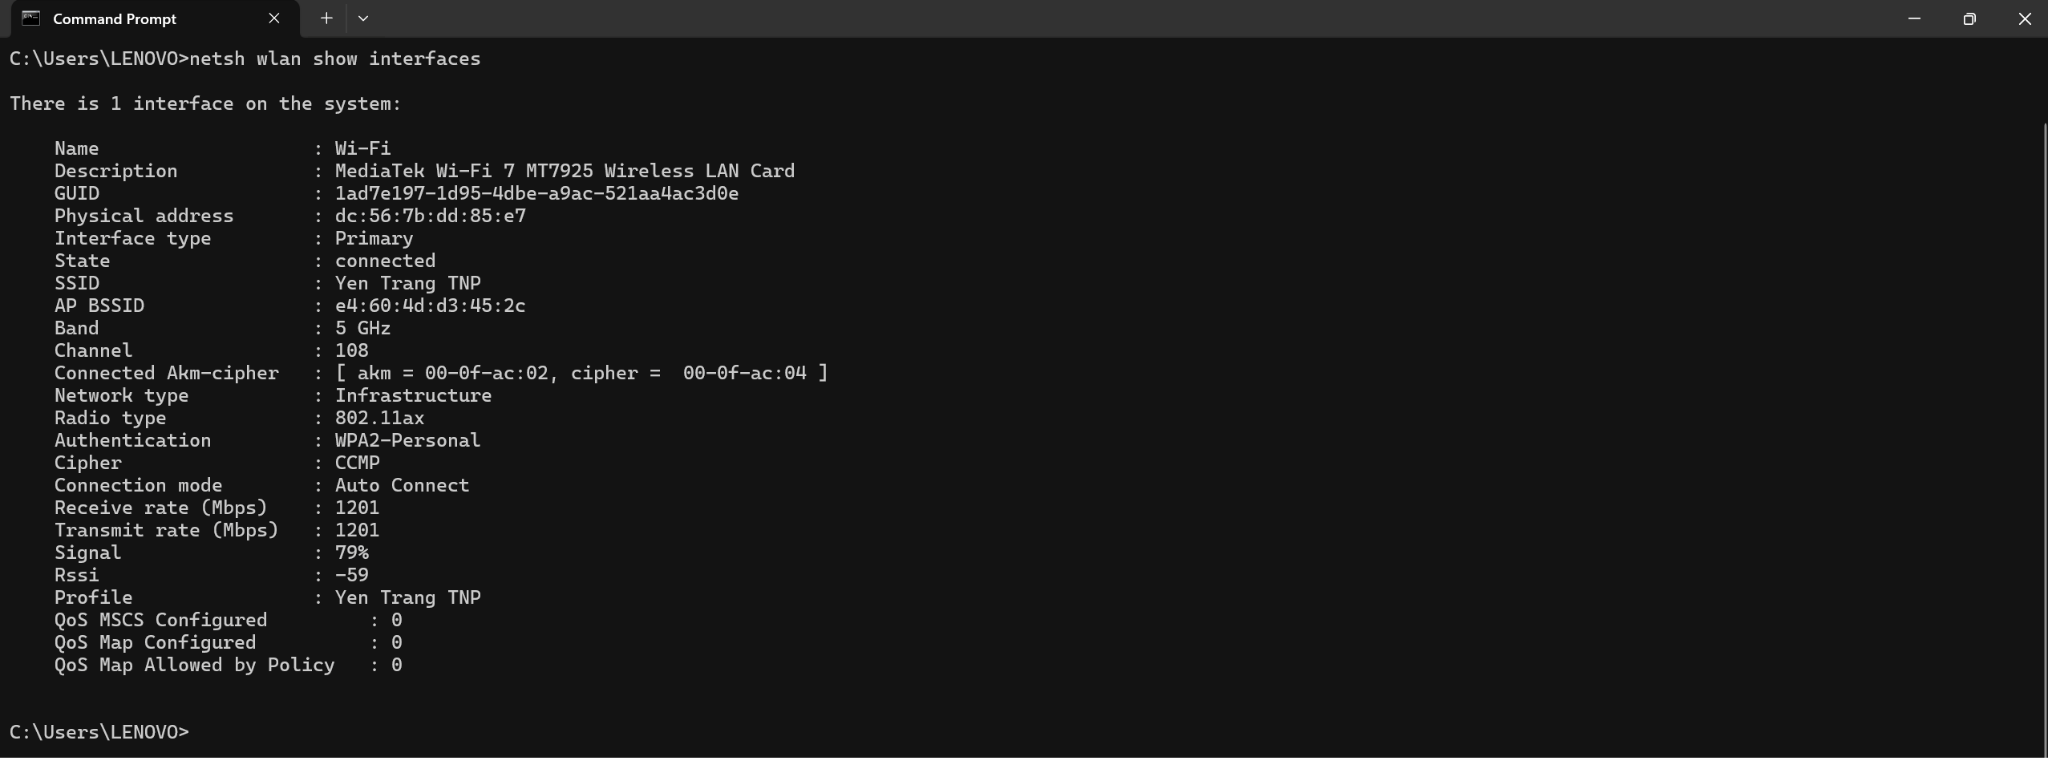 Command Prompt
C:\Users\LENOVO>netsh wlan show interfaces
There is 1 interface on the system:
    Name                   : Wi-Fi
    Description            : MediaTek Wi-Fi 7 MT7925 Wireless LAN Card
    GUID                   : 1ad7e197-1d95-4dbe-a9ac-521aa4ac3d0e
    Physical address       : dc:56:7b:dd:85:e7
    Interface type         : Primary
    State                  : connected
    SSID                   : Yen Trang TNP
    AP BSSID               : e4:60:4d:d3:45:2c
    Band                   : 5 GHz
    Channel                : 108
    Connected Akm-cipher   : [ akm = 00-0f-ac:02, cipher =  00-0f-ac:04 ]
    Network type           : Infrastructure
    Radio type             : 802.11ax
    Authentication         : WPA2-Personal
    Cipher                 : CCMP
    Connection mode        : Auto Connect
    Receive rate (Mbps)    : 1201
    Transmit rate (Mbps)   : 1201
    Signal                 : 79%
    Rssi                   : -59
    Profile                : Yen Trang TNP
    QoS MSCS Configured         : 0
    QoS Map Configured          : 0
    QoS Map Allowed by Policy   : 0
C:\Users\LENOVO>